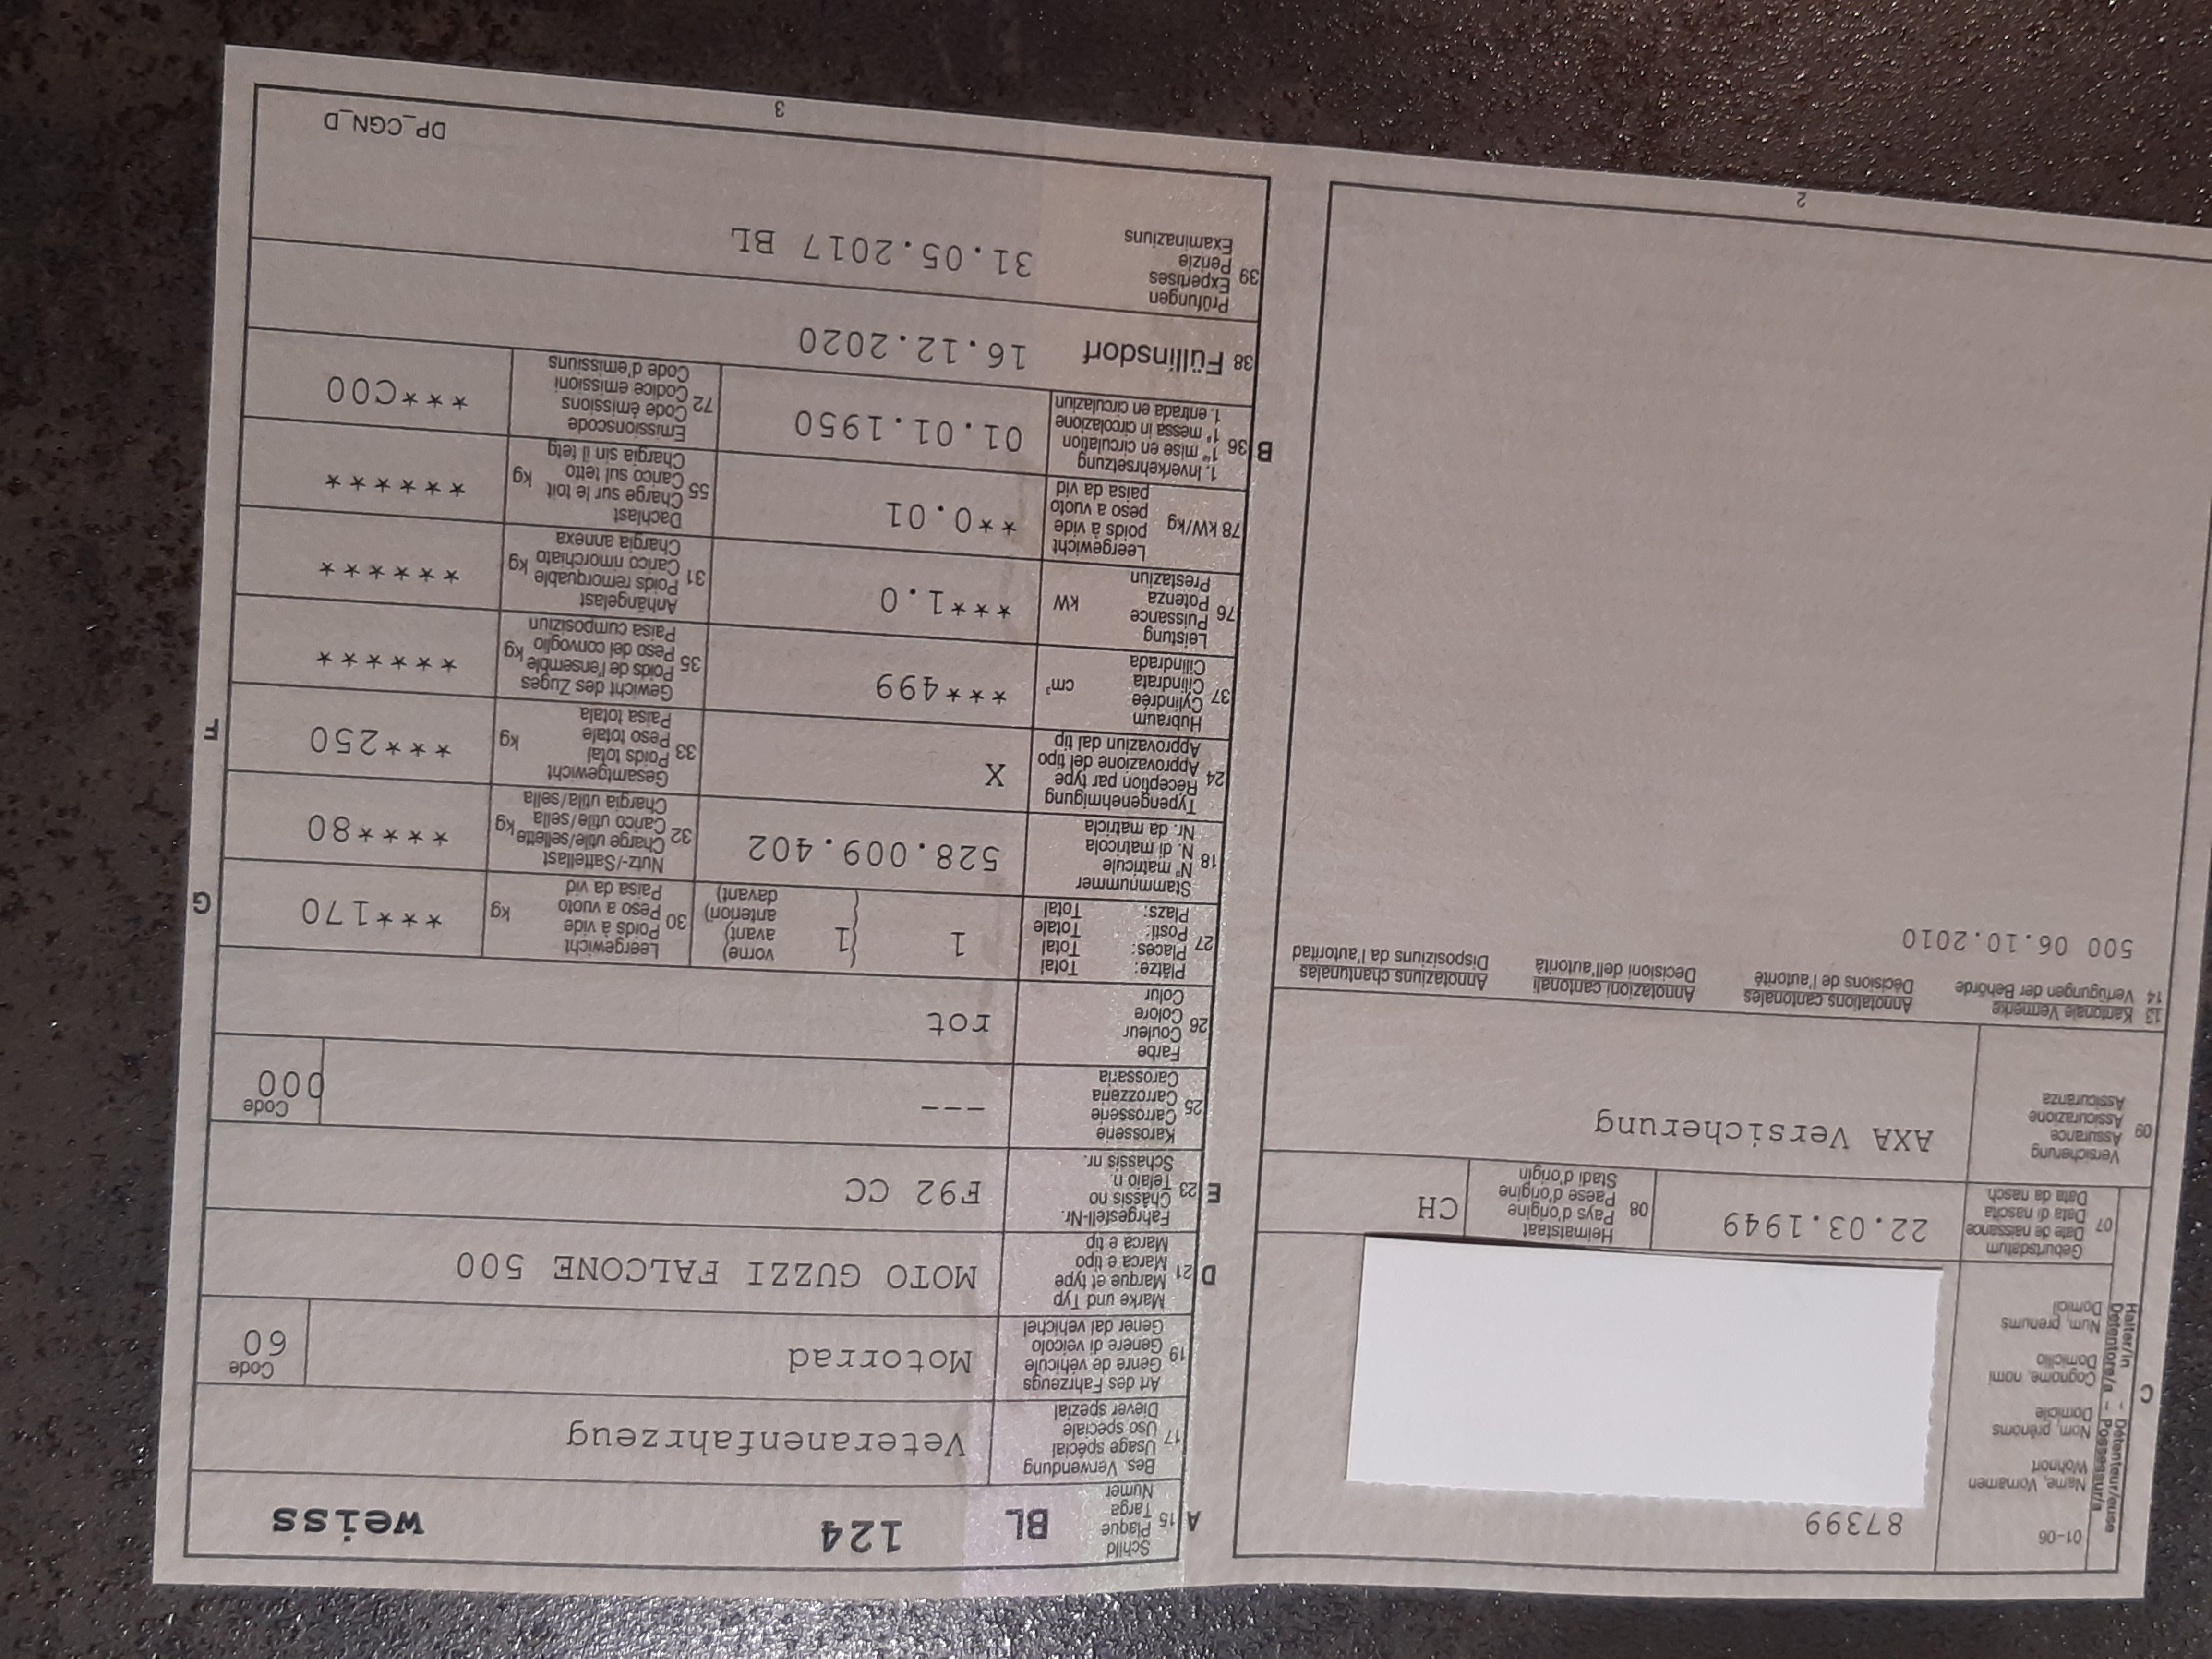 C Halter/in – Détenteur/euse
Detentore/a – Possessur/a
01-06
87399
Name, Vornamen
Wohnort
Nom, prénoms
Domicile
Cognome, nomi
Domicilio
Num, prenums
Domicil
07 Geburtsdatum
Date de naissance
Data di nascita
Data da nasch
22.03.1949
08 Heimatstaat
Pays d'origine
Paese d'origine
Stadi d'origin
CH
09 Versicherung
Assurance
Assicurazione
Assicuranza
AXA Versicherung
13 Kantonale Vermerke
14 Verfügungen der Behörde
Annotations cantonales
Décisions de l'autorité
Annotazioni cantonali
Decisioni dell'autorità
Annotaziuns chantunalas
Disposiziuns da l'autoritad
500 06.10.2010
2
A 15 Schild
Plaque
Targa
Numer
BL 124 weiss
17 Bes. Verwendung
Usage spécial
Uso speciale
Diever spezial
Veteranenfahrzeug
19 Art des Fahrzeugs
Genre de véhicule
Genere di veicolo
Gener dal vehichel
Motorrad
Code
60
D 21 Marke und Typ
Marque et type
Marca e tipo
Marca e tip
MOTO GUZZI FALCONE 500
E 23 Fahrgestell-Nr.
Châssis no
Telaio n.
Schassis nr.
F92 CC
25 Karosserie
Carrosserie
Carrozzeria
Carossaria
---
Code
000
26 Farbe
Couleur
Colore
Colur
rot
27 Plätze: Total
Places: Total
Posti: Totale
Plazs: Total
1 (1 vorne)
avant)
anteriori)
davant)
G 30 Leergewicht
Poids à vide
Peso a vuoto
Paisa da vid
kg
***170
18 Stammnummer
N° matricule
N. di matricola
Nr. da matricla
528.009.402
32 Nutz-/Sattellast
Charge utile/sellette
Carico utile/sella
Chargia utila/sella
kg
****80
24 Typengenehmigung
Réception par type
Approvazione del tipo
Approvaziun dal tip
X
F 33 Gesamtgewicht
Poids total
Peso totale
Paisa totala
kg
***250
37 Hubraum
Cylindrée
Cilindrata
Cilindrada
cm³
***499
35 Gewicht des Zuges
Poids de l'ensemble
Peso del convoglio
Paisa cumposiziun
kg
******
76 Leistung
Puissance
Potenza
Prestaziun
kW
***1.0
31 Anhängelast
Poids remorquable
Carico rimorchiato
Chargia annexa
kg
******
78 kW/kg Leergewicht
poids à vide
peso a vuoto
paisa da vid
**0.01
55 Dachlast
Charge sur le toit
Carico sul tetto
Chargia sin il tetg
kg
******
B 36 1. Inverkehrsetzung
1re mise en circulation
1a messa in circolazione
1. entrada en circulaziun
01.01.1950
72 Emissionscode
Code émissions
Codice emissioni
Code d'emissiuns
***C00
38 Füllinsdorf 16.12.2020
39 Prüfungen
Expertises
Perizie
Examinaziuns
31.05.2017 BL
DP_CGN_D
3